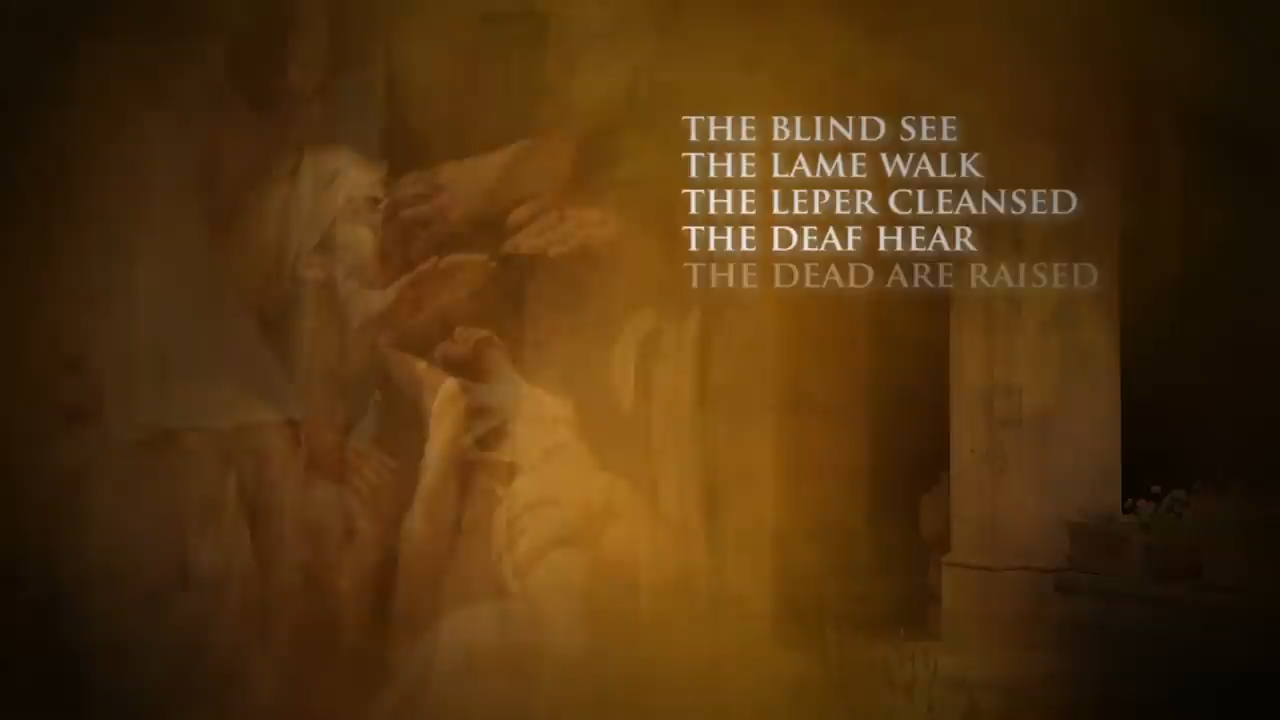 THE BLIND SEE
THE LAME WALK
THE LEPER CLEANSED
THE DEAF HEAR
THE DEAD ARE RAISED